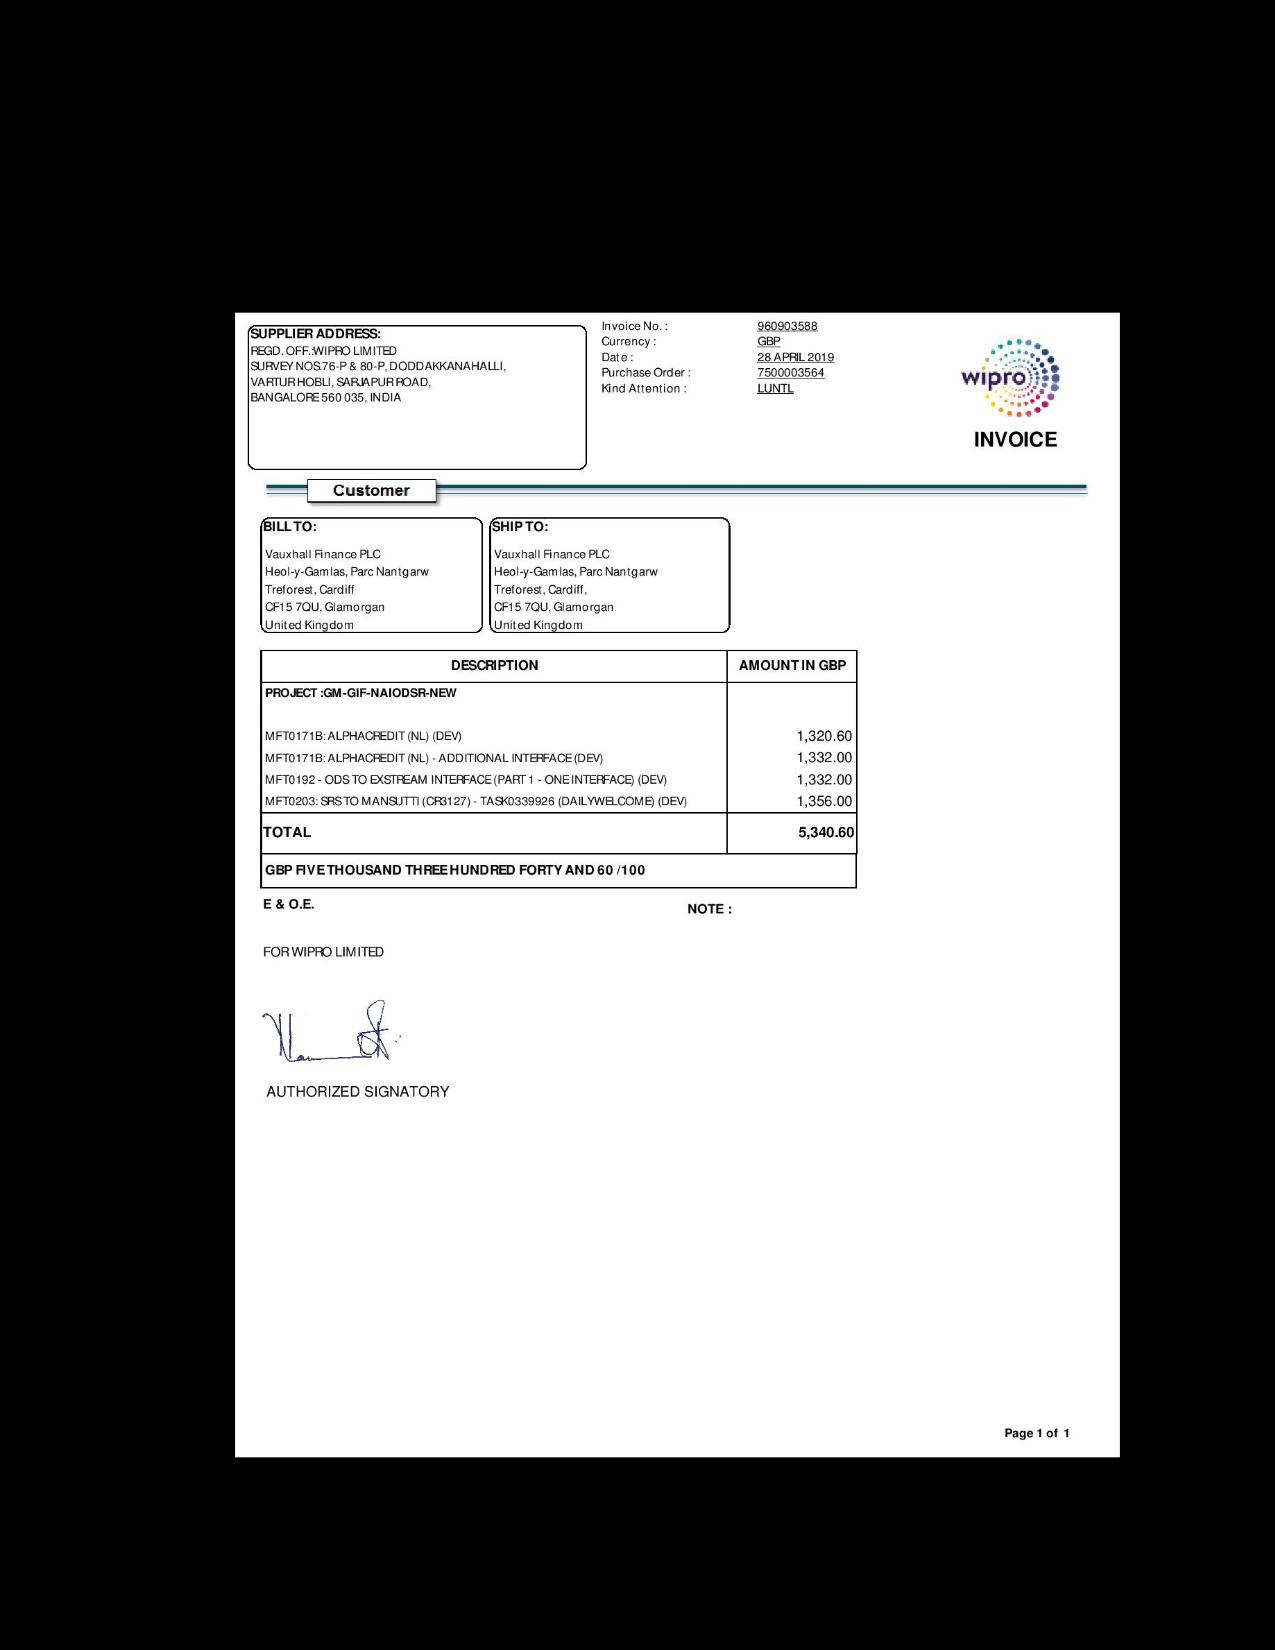 SUPPLIER ADDRESS:
REGD. OFF.:WIPRO LIMITED
SURVEY NOS.76-P & 80-P, DODDAKKANAHALLI,
VARTUR HOBLI, SARJAPUR ROAD,
BANGALORE 560 035, INDIA
Invoice No. : 960903588
Currency : GBP
Date : 28 APRIL 2019
Purchase Order : 7500003564
Kind Attention : LUNTL
wipro
INVOICE
Customer
BILL TO:
Vauxhall Finance PLC
Heol-y-Gamlas, Parc Nantgarw
Treforest, Cardiff
CF15 7QU, Glamorgan
United Kingdom
SHIP TO:
Vauxhall Finance PLC
Heol-y-Gamlas, Parc Nantgarw
Treforest, Cardiff,
CF15 7QU, Glamorgan
United Kingdom
DESCRIPTION AMOUNT IN GBP
PROJECT :GM-GIF-NAIODSR-NEW
MFT0171B: ALPHACREDIT (NL) (DEV) 1,320.60
MFT0171B: ALPHACREDIT (NL) - ADDITIONAL INTERFACE (DEV) 1,332.00
MFT0192 - ODS TO EXSTREAM INTERFACE (PART 1 - ONE INTERFACE) (DEV) 1,332.00
MFT0203: SRS TO MANSUTTI (CR3127) - TASK0339926 (DAILYWELCOME) (DEV) 1,356.00
TOTAL 5,340.60
GBP FIVE THOUSAND THREE HUNDRED FORTY AND 60 /100
E & O.E.
NOTE :
FOR WIPRO LIMITED
AUTHORIZED SIGNATORY
Page 1 of 1